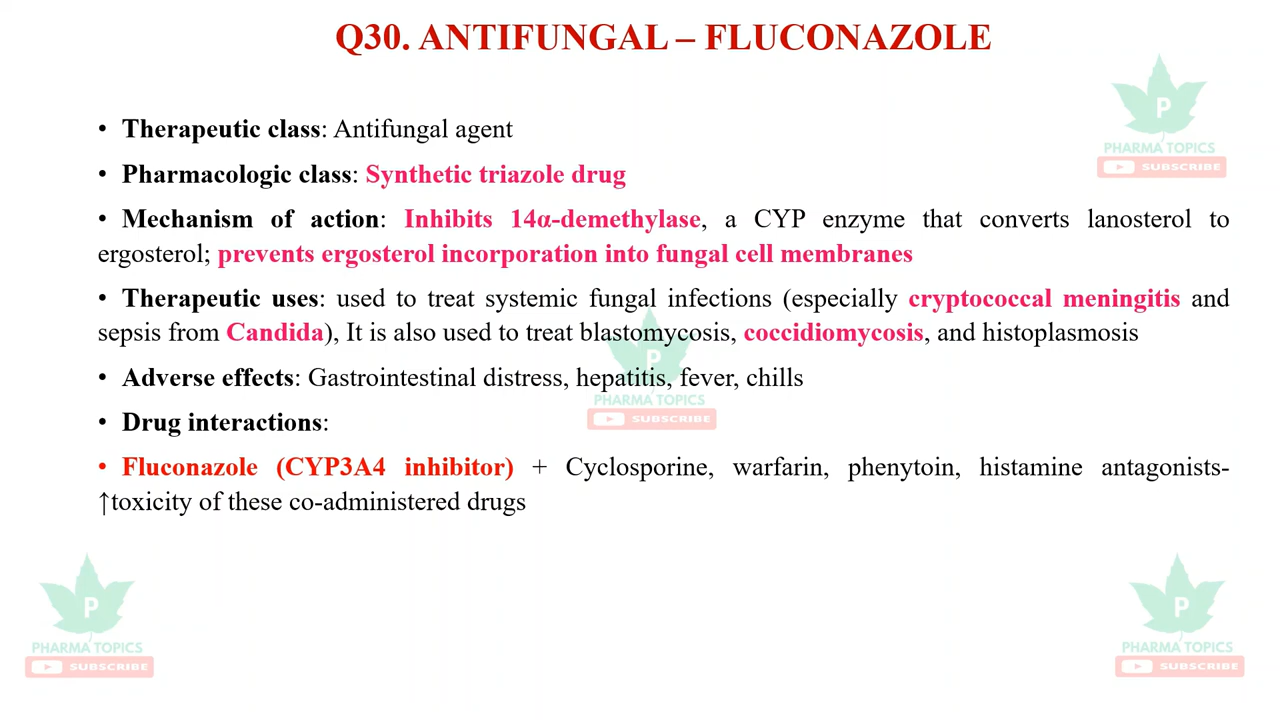 Q30. ANTIFUNGAL – FLUCONAZOLE
• Therapeutic class: Antifungal agent
P
PHARMA TOPICS
SUBSCRIBE
• Pharmacologic class: Synthetic triazole drug
• Mechanism of action: Inhibits 14α-demethylase, a CYP enzyme that converts lanosterol to
ergosterol; prevents ergosterol incorporation into fungal cell membranes
• Therapeutic uses: used to treat systemic fungal infections (especially cryptococcal meningitis and
sepsis from Candida), It is also used to treat blastomycosis, coccidiomycosis, and histoplasmosis
P
• Adverse effects: Gastrointestinal distress, hepatitis, fever, chills
PHARMA TOPICS
SUBSCRIBE
• Drug interactions:
• Fluconazole (CYP3A4 inhibitor) + Cyclosporine, warfarin, phenytoin, histamine antagonists-
↑toxicity of these co-administered drugs
P
PHARMA TOPICS
SUBSCRIBE
P
PHARMA TOPICS
SUBSCRIBE